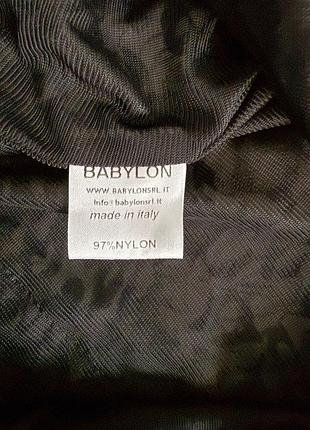 BABYLON
WWW.BABYLONSRL.IT
Info@babylonsrl.it
made in italy
97%NYLON